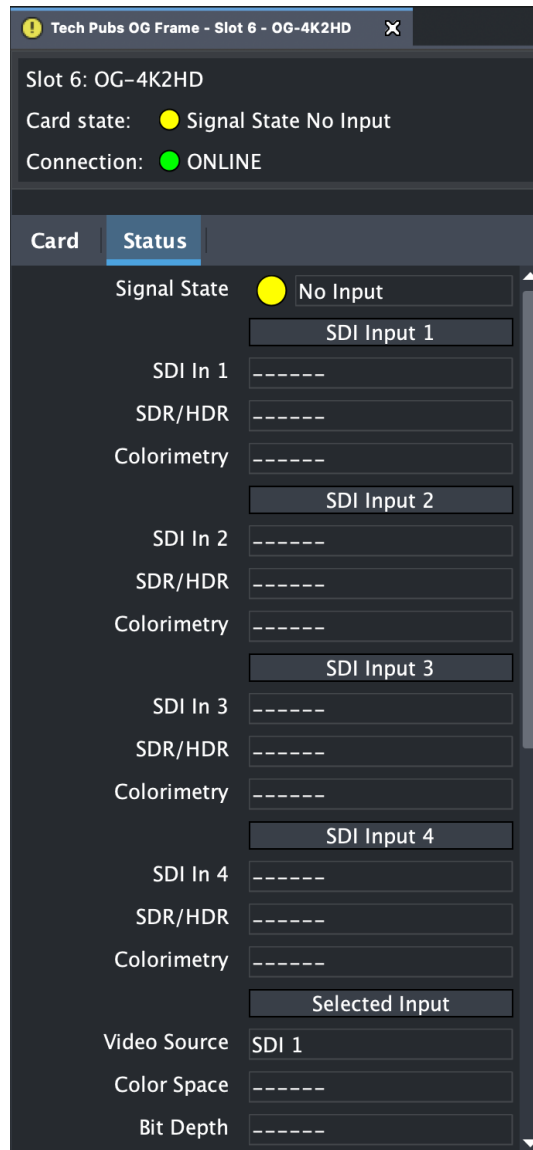 Tech Pubs OG Frame - Slot 6 - OG-4K2HD
Slot 6: OG-4K2HD
Card state: Signal State No Input
Connection: ONLINE
Card Status
Signal State No Input
SDI Input 1
SDI In 1 ------
SDR/HDR ------
Colorimetry ------
SDI Input 2
SDI In 2 ------
SDR/HDR ------
Colorimetry ------
SDI Input 3
SDI In 3 ------
SDR/HDR ------
Colorimetry ------
SDI Input 4
SDI In 4 ------
SDR/HDR ------
Colorimetry ------
Selected Input
Video Source SDI 1
Color Space ------
Bit Depth ------